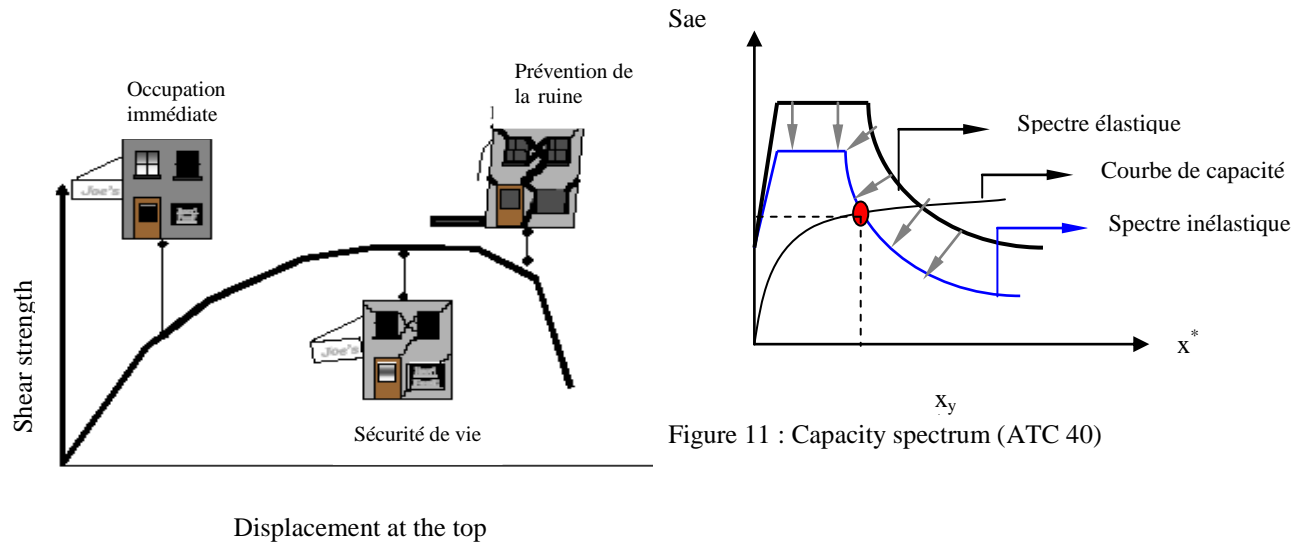 Occupation
immédiate
Prévention de
la ruine
Joe's
Joe's
Sécurité de vie
Shear strength
Displacement at the top
Sae
Spectre élastique
Courbe de capacité
Spectre inélastique
x*
xy
Figure 11 : Capacity spectrum (ATC 40)